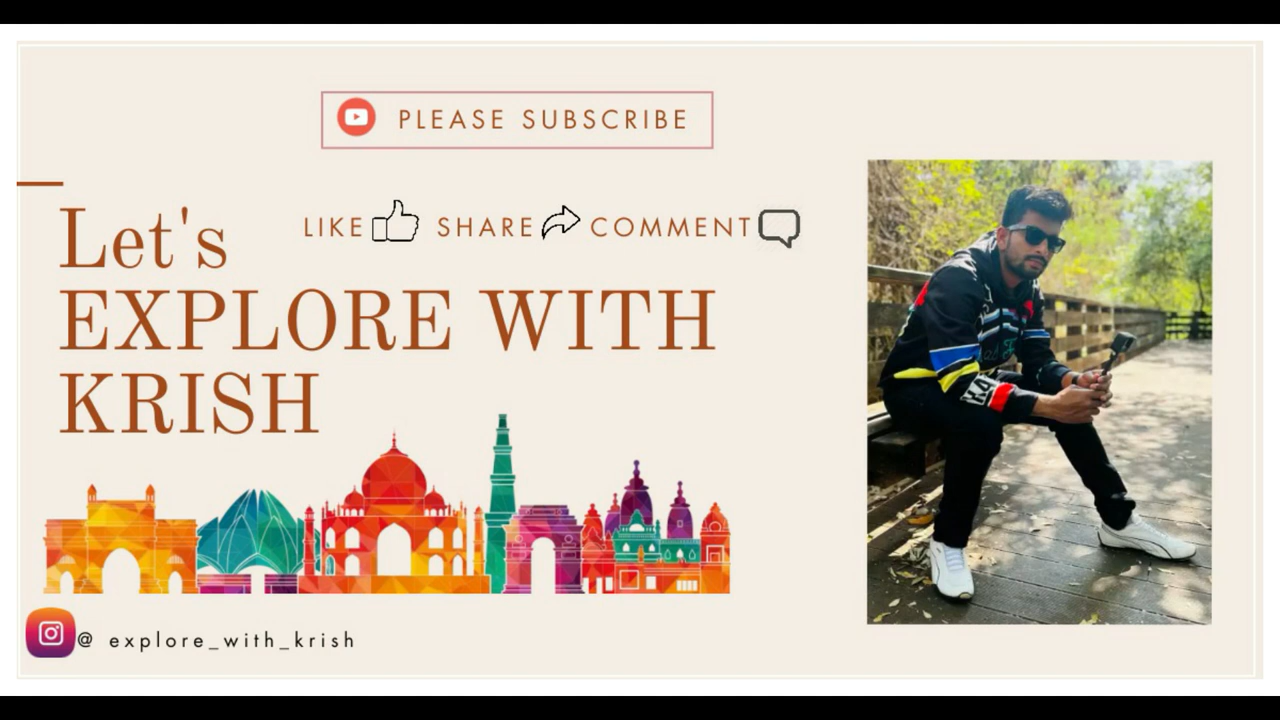 PLEASE SUBSCRIBE
LIKE SHARE COMMENT
Let's
EXPLORE WITH
KRISH
@ explore_with_krish